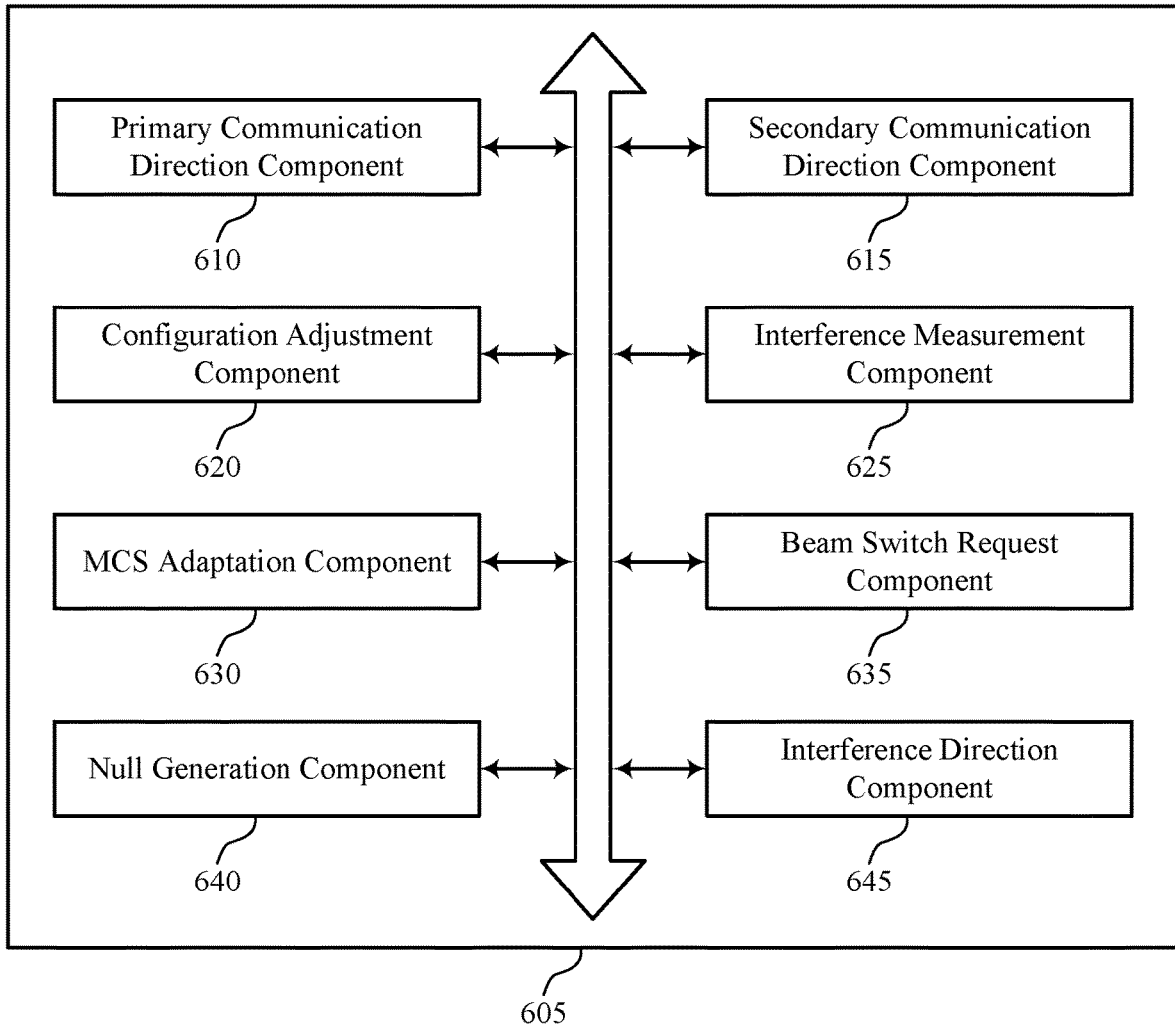 Primary Communication
Direction Component
610
Secondary Communication
Direction Component
615
Configuration Adjustment
Component
620
Interference Measurement
Component
625
MCS Adaptation Component
630
Beam Switch Request
Component
635
Null Generation Component
640
Interference Direction
Component
645
605